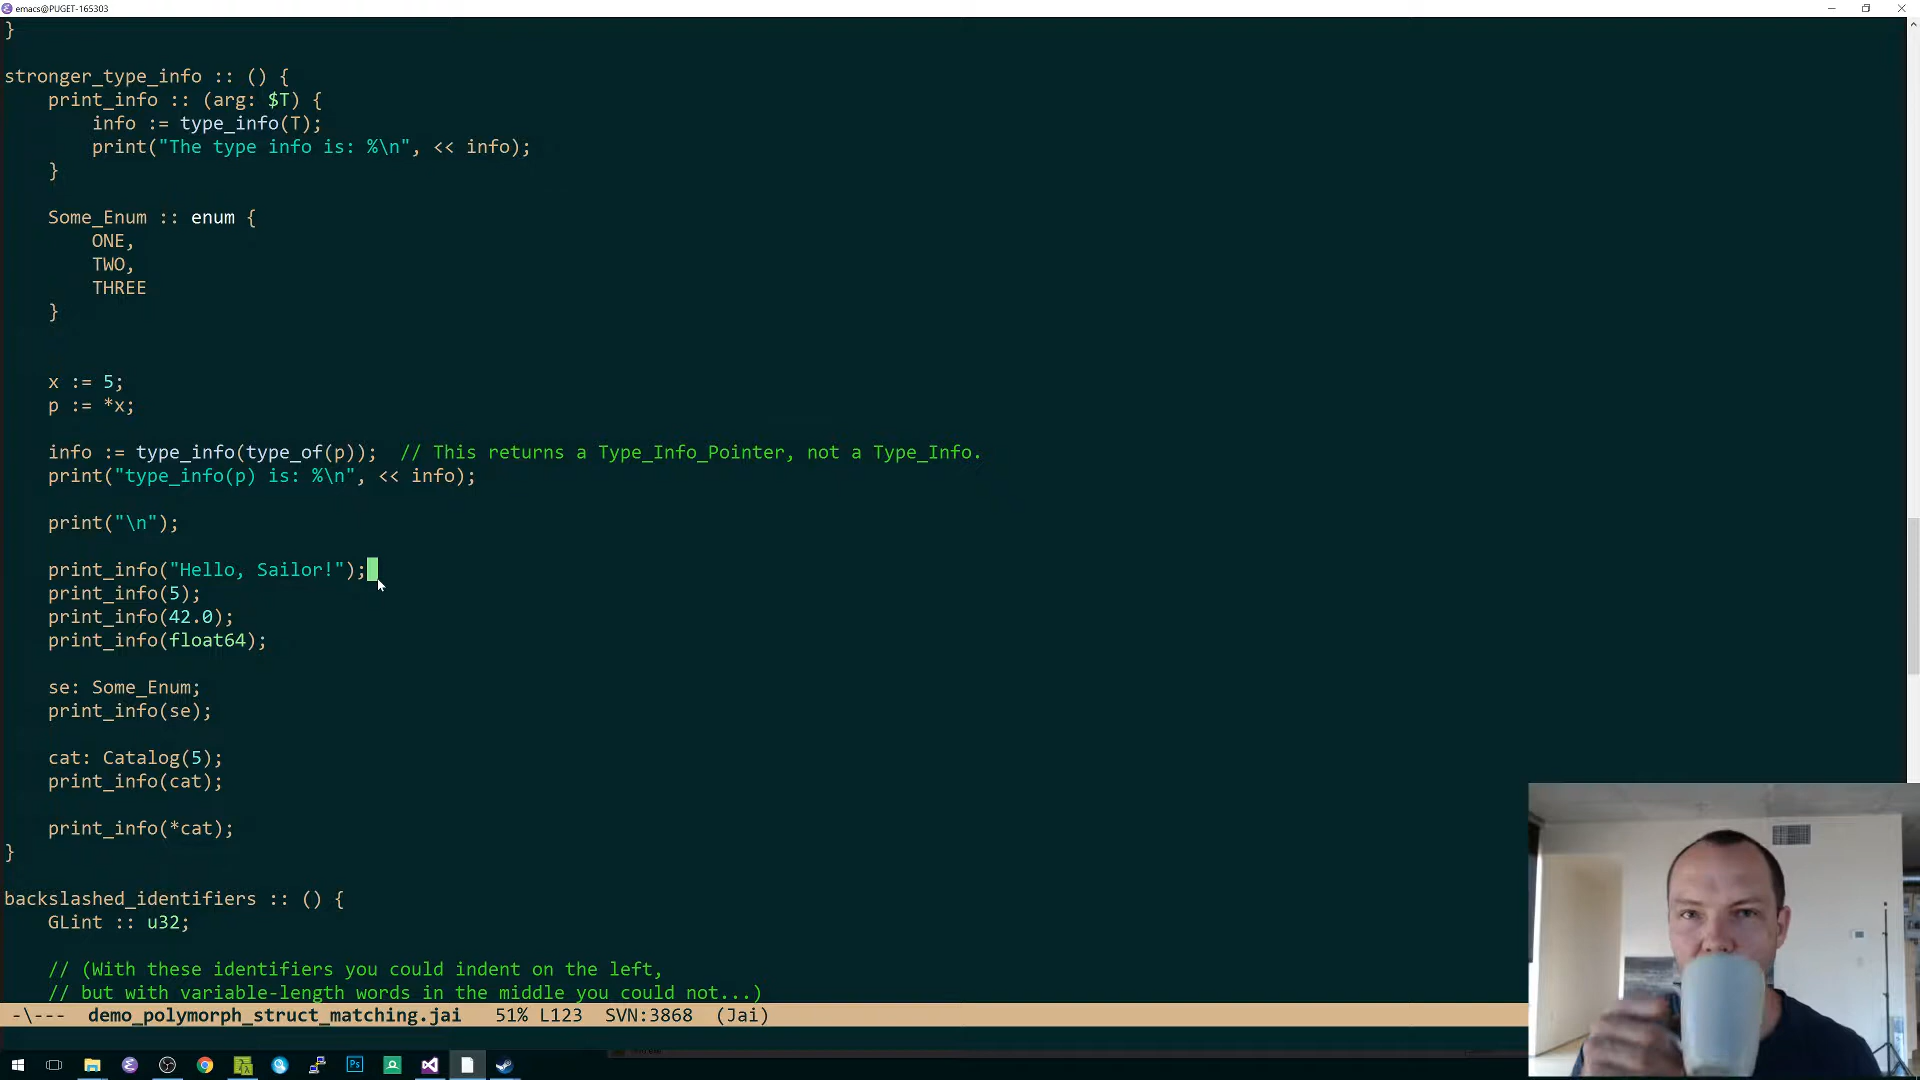 emacs@PUGET-165303
}
stronger_type_info :: () {
    print_info :: (arg: $T) {
        info := type_info(T);
        print("The type info is: %\n", << info);
    }
    Some_Enum :: enum {
        ONE,
        TWO,
        THREE
    }
    x := 5;
    p := *x;
    info := type_info(type_of(p));  // This returns a Type_Info_Pointer, not a Type_Info.
    print("type_info(p) is: %\n", << info);
    print("\n");
    print_info("Hello, Sailor!");
    print_info(5);
    print_info(42.0);
    print_info(float64);
    se: Some_Enum;
    print_info(se);
    cat: Catalog(5);
    print_info(cat);
    print_info(*cat);
}
backslashed_identifiers :: () {
    GLint :: u32;
    // (With these identifiers you could indent on the left,
    // but with variable-length words in the middle you could not...)
-\---  demo_polymorph_struct_matching.jai   51% L123  SVN:3868  (Jai)
Ps